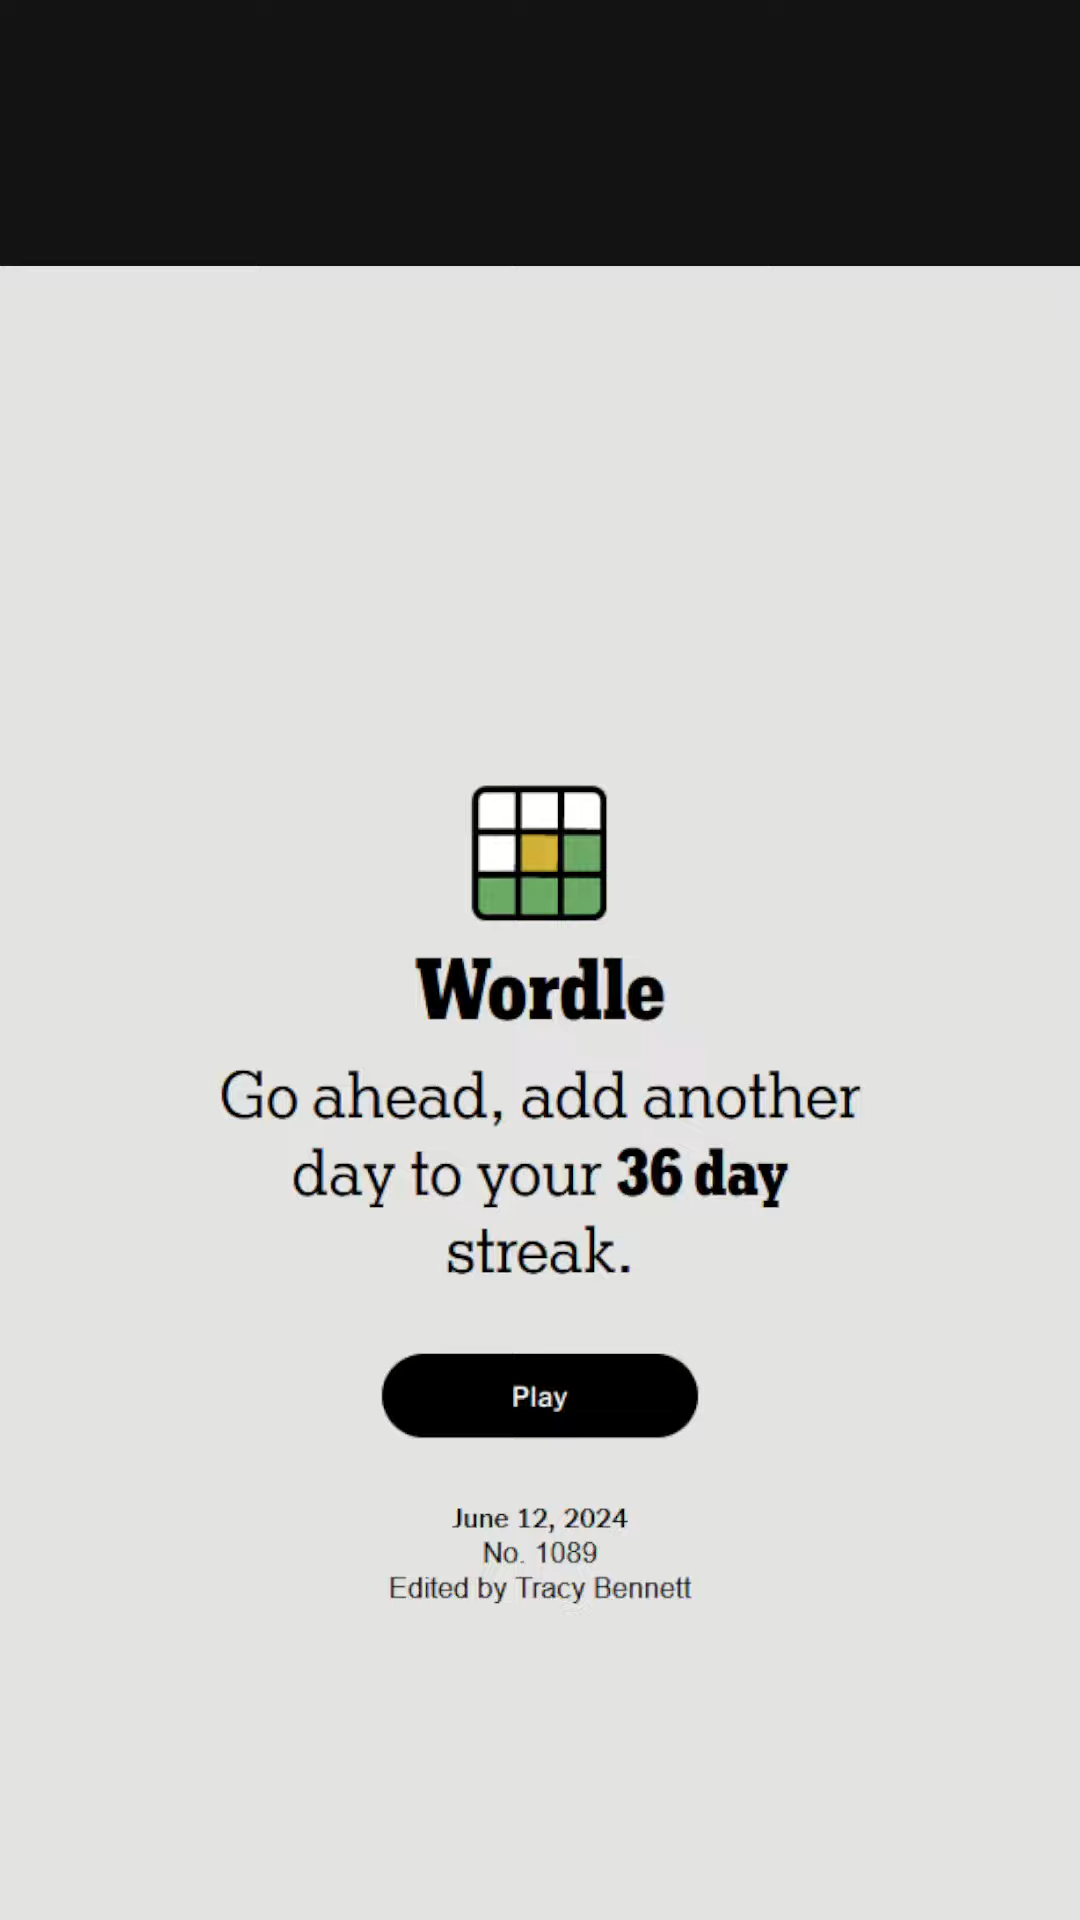 Wordle
Go ahead, add another
day to your 36 day
streak.
Play
June 12, 2024
No. 1089
Edited by Tracy Bennett